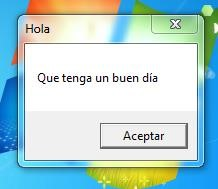 Hola
Que tenga un buen día
Aceptar